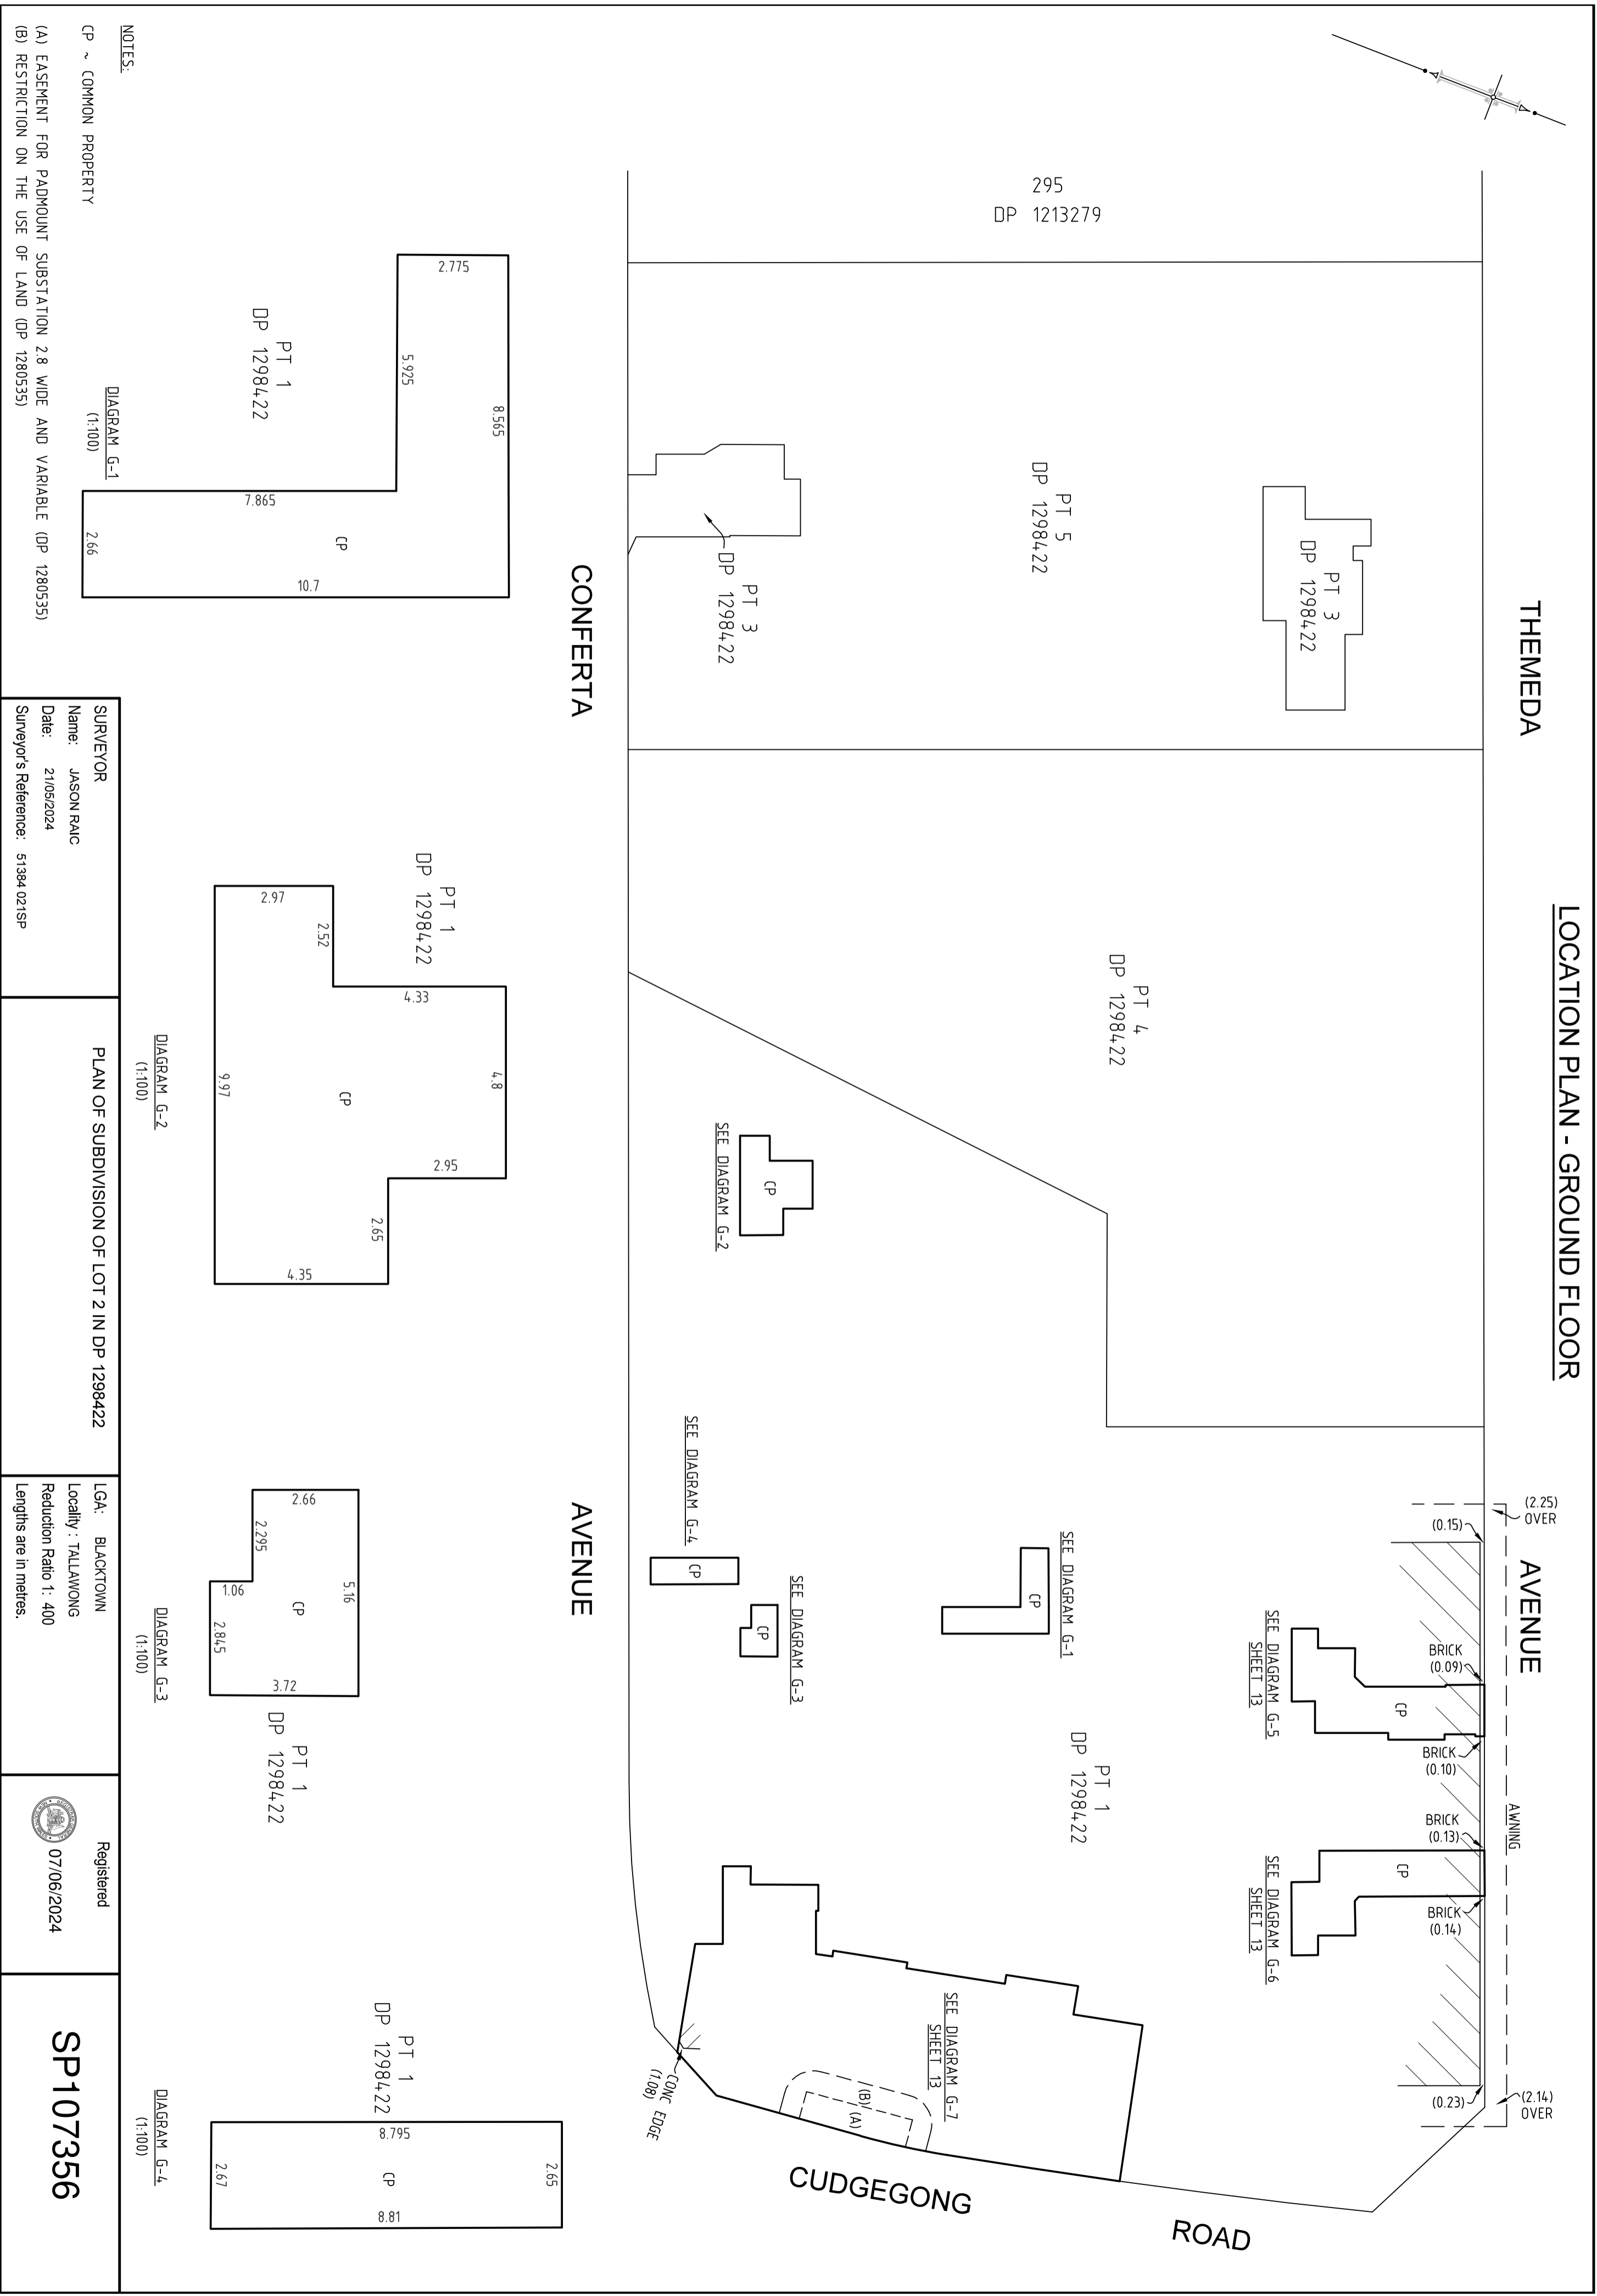 LOCATION PLAN - GROUND FLOOR
THEMEDA
AVENUE
(2.25)
OVER
(0.15)
BRICK
(0.09)
BRICK
(0.10)
AWNING
BRICK
(0.13)
BRICK
(0.14)
(0.23)
(2.14)
OVER
295
DP 1213279
PT 3
DP 1298422
PT 5
DP 1298422
PT 3
DP 1298422
PT 4
DP 1298422
CP
SEE DIAGRAM G-5
SHEET 13
CP
SEE DIAGRAM G-6
SHEET 13
PT 1
DP 1298422
SEE DIAGRAM G-1
CP
SEE DIAGRAM G-7
SHEET 13
(B)
(A)
CONC EDGE
(1.08)
SEE DIAGRAM G-3
CP
SEE DIAGRAM G-4
CP
CP
SEE DIAGRAM G-2
CUDGEGONG
ROAD
CONFERTA
AVENUE
2.775
8.565
5.925
7.865
CP
10.7
2.66
PT 1
DP 1298422
DIAGRAM G-1
(1:100)
PT 1
DP 1298422
2.97
2.52
4.33
4.8
2.95
2.65
4.35
9.97
CP
DIAGRAM G-2
(1:100)
2.66
5.16
2.295
1.06
2.845
3.72
CP
PT 1
DP 1298422
DIAGRAM G-3
(1:100)
PT 1
DP 1298422
8.795
2.65
CP
2.67
8.81
DIAGRAM G-4
(1:100)
NOTES:
CP ~ COMMON PROPERTY
(A) EASEMENT FOR PADMOUNT SUBSTATION 2.8 WIDE AND VARIABLE (DP 1280535)
(B) RESTRICTION ON THE USE OF LAND (DP 1280535)
SURVEYOR
Name: JASON RAIC
Date: 21/05/2024
Surveyor's Reference: 51384 021SP
PLAN OF SUBDIVISION OF LOT 2 IN DP 1298422
LGA: BLACKTOWN
Locality : TALLAWONG
Reduction Ratio 1: 400
Lengths are in metres.
Registered
07/06/2024
SP107356